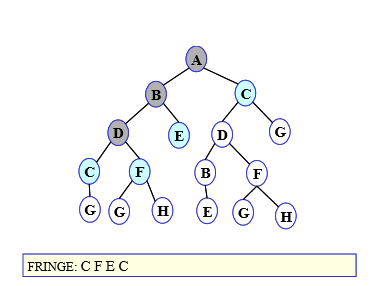 A
B C
D E D G
C F B F
G G H E G H
FRINGE: C F E C